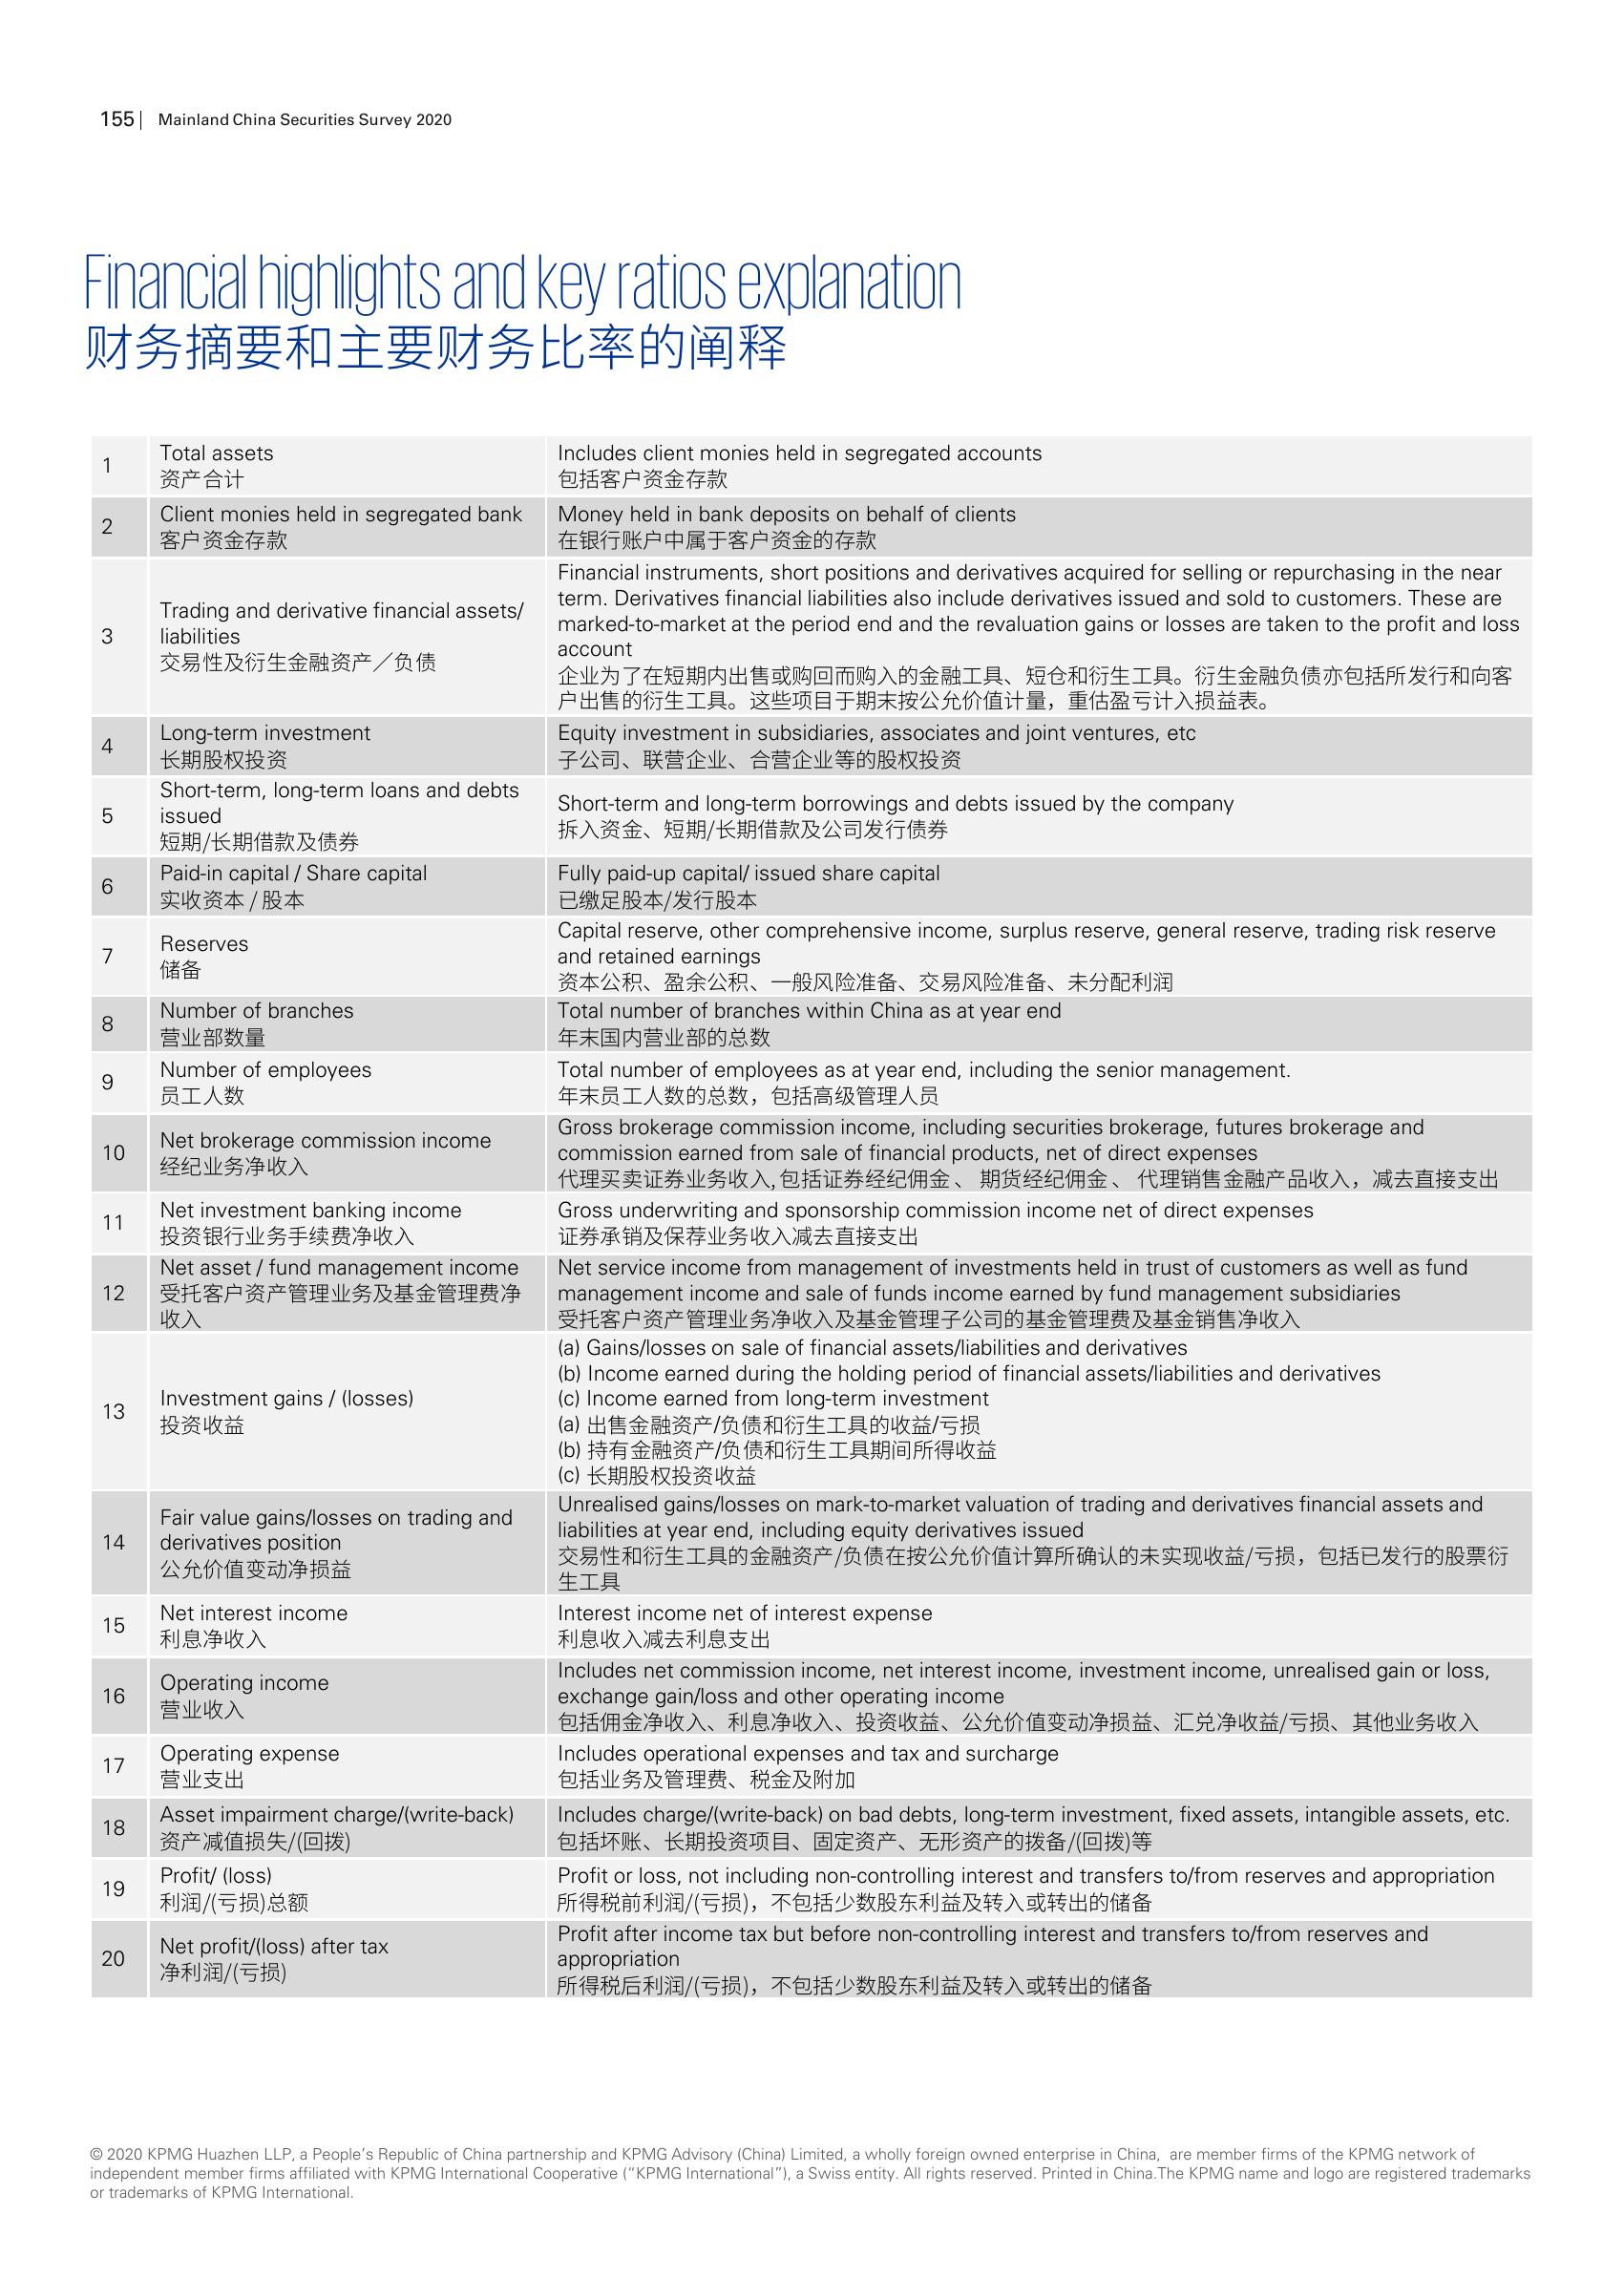 155 | Mainland China Securities Survey 2020
Financial highlights and key ratios explanation
财务摘要和主要财务比率的阐释
1
Total assets
资产合计
Includes client monies held in segregated accounts
包括客户资金存款
2
Client monies held in segregated bank
客户资金存款
Money held in bank deposits on behalf of clients
在银行账户中属于客户资金的存款
3
Trading and derivative financial assets/
liabilities
交易性及衍生金融资产／负债
Financial instruments, short positions and derivatives acquired for selling or repurchasing in the near
term. Derivatives financial liabilities also include derivatives issued and sold to customers. These are
marked-to-market at the period end and the revaluation gains or losses are taken to the profit and loss
account
企业为了在短期内出售或购回而购入的金融工具、短仓和衍生工具。衍生金融负债亦包括所发行和向客
户出售的衍生工具。这些项目于期末按公允价值计量，重估盈亏计入损益表。
4
Long-term investment
长期股权投资
Equity investment in subsidiaries, associates and joint ventures, etc
子公司、联营企业、合营企业等的股权投资
5
Short-term, long-term loans and debts
issued
短期/长期借款及债券
Short-term and long-term borrowings and debts issued by the company
拆入资金、短期/长期借款及公司发行债券
6
Paid-in capital / Share capital
实收资本 / 股本
Fully paid-up capital/ issued share capital
已缴足股本/发行股本
7
Reserves
储备
Capital reserve, other comprehensive income, surplus reserve, general reserve, trading risk reserve
and retained earnings
资本公积、盈余公积、一般风险准备、交易风险准备、未分配利润
8
Number of branches
营业部数量
Total number of branches within China as at year end
年末国内营业部的总数
9
Number of employees
员工人数
Total number of employees as at year end, including the senior management.
年末员工人数的总数，包括高级管理人员
10
Net brokerage commission income
经纪业务净收入
Gross brokerage commission income, including securities brokerage, futures brokerage and
commission earned from sale of financial products, net of direct expenses
代理买卖证券业务收入,包括证券经纪佣金 、 期货经纪佣金 、 代理销售金融产品收入，减去直接支出
11
Net investment banking income
投资银行业务手续费净收入
Gross underwriting and sponsorship commission income net of direct expenses
证券承销及保荐业务收入减去直接支出
12
Net asset / fund management income
受托客户资产管理业务及基金管理费净
收入
Net service income from management of investments held in trust of customers as well as fund
management income and sale of funds income earned by fund management subsidiaries
受托客户资产管理业务净收入及基金管理子公司的基金管理费及基金销售净收入
13
Investment gains / (losses)
投资收益
(a) Gains/losses on sale of financial assets/liabilities and derivatives
(b) Income earned during the holding period of financial assets/liabilities and derivatives
(c) Income earned from long-term investment
(a) 出售金融资产/负债和衍生工具的收益/亏损
(b) 持有金融资产/负债和衍生工具期间所得收益
(c) 长期股权投资收益
14
Fair value gains/losses on trading and
derivatives position
公允价值变动净损益
Unrealised gains/losses on mark-to-market valuation of trading and derivatives financial assets and
liabilities at year end, including equity derivatives issued
交易性和衍生工具的金融资产/负债在按公允价值计算所确认的未实现收益/亏损，包括已发行的股票衍
生工具
15
Net interest income
利息净收入
Interest income net of interest expense
利息收入减去利息支出
16
Operating income
营业收入
Includes net commission income, net interest income, investment income, unrealised gain or loss,
exchange gain/loss and other operating income
包括佣金净收入、利息净收入、投资收益、公允价值变动净损益、汇兑净收益/亏损、其他业务收入
17
Operating expense
营业支出
Includes operational expenses and tax and surcharge
包括业务及管理费、税金及附加
18
Asset impairment charge/(write-back)
资产减值损失/(回拨)
Includes charge/(write-back) on bad debts, long-term investment, fixed assets, intangible assets, etc.
包括坏账、长期投资项目、固定资产、无形资产的拨备/(回拨)等
19
Profit/ (loss)
利润/(亏损)总额
Profit or loss, not including non-controlling interest and transfers to/from reserves and appropriation
所得税前利润/(亏损)，不包括少数股东利益及转入或转出的储备
20
Net profit/(loss) after tax
净利润/(亏损)
Profit after income tax but before non-controlling interest and transfers to/from reserves and
appropriation
所得税后利润/(亏损)，不包括少数股东利益及转入或转出的储备
© 2020 KPMG Huazhen LLP, a People’s Republic of China partnership and KPMG Advisory (China) Limited, a wholly foreign owned enterprise in China, are member firms of the KPMG network of
independent member firms affiliated with KPMG International Cooperative (“KPMG International”), a Swiss entity. All rights reserved. Printed in China.The KPMG name and logo are registered trademarks
or trademarks of KPMG International.